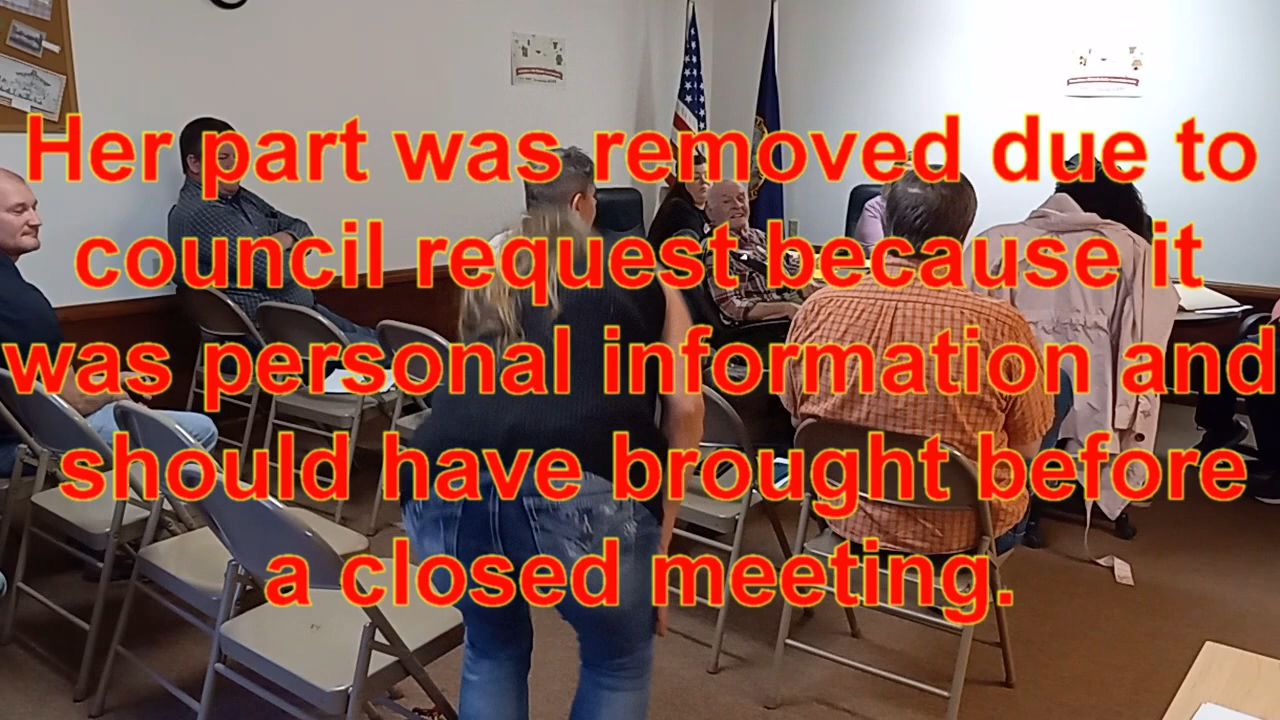 Her part was removed due to
council request because it
was personal information and
should have brought before
a closed meeting.